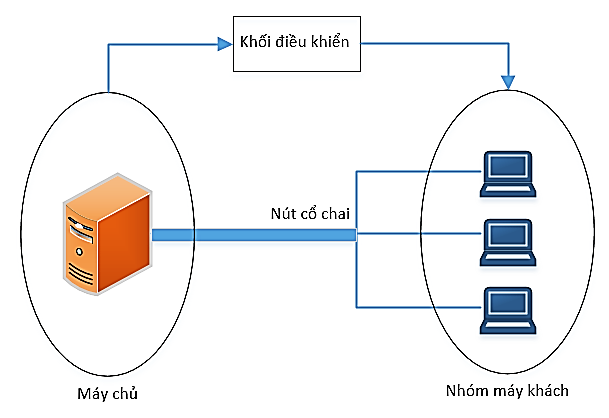 Khối điều khiển
Nút cổ chai
Máy chủ
Nhóm máy khách